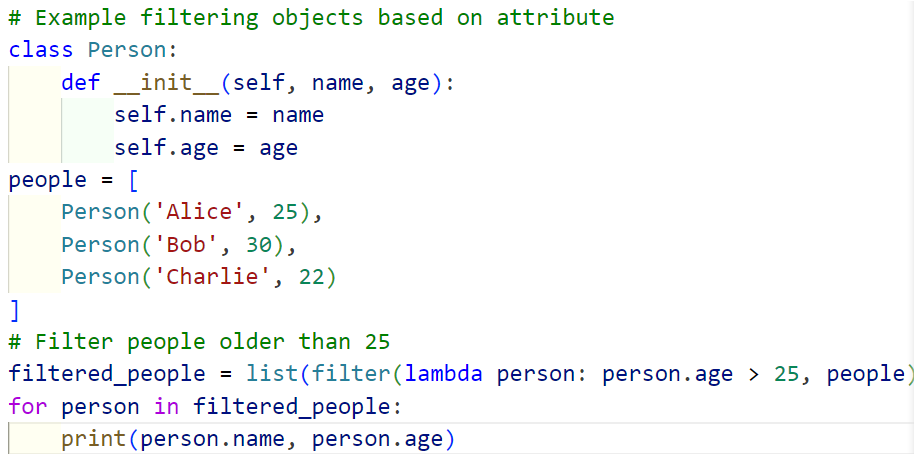 # Example filtering objects based on attribute
class Person:
    def __init__(self, name, age):
        self.name = name
        self.age = age
people = [
    Person('Alice', 25),
    Person('Bob', 30),
    Person('Charlie', 22)
]
# Filter people older than 25
filtered_people = list(filter(lambda person: person.age > 25, people)
for person in filtered_people:
    print(person.name, person.age)